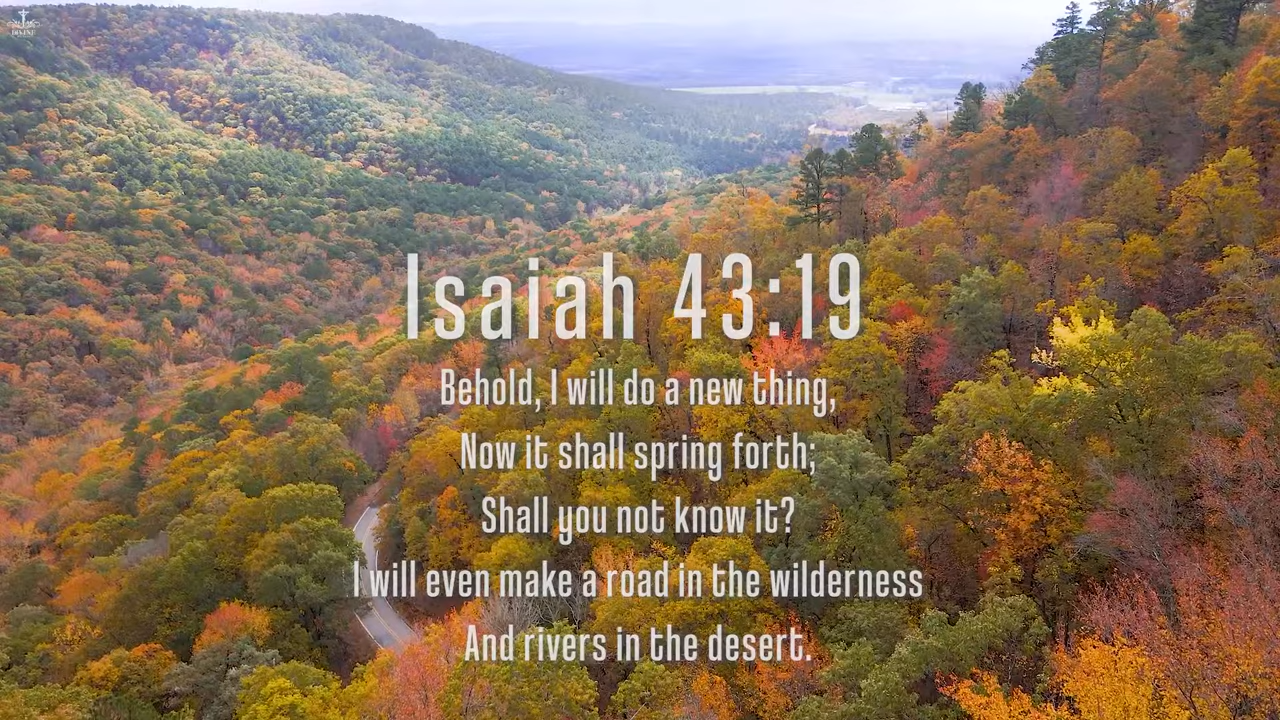 DIVINE
Isaiah 43:19
Behold, I will do a new thing,
Now it shall spring forth;
Shall you not know it?
I will even make a road in the wilderness
And rivers in the desert.